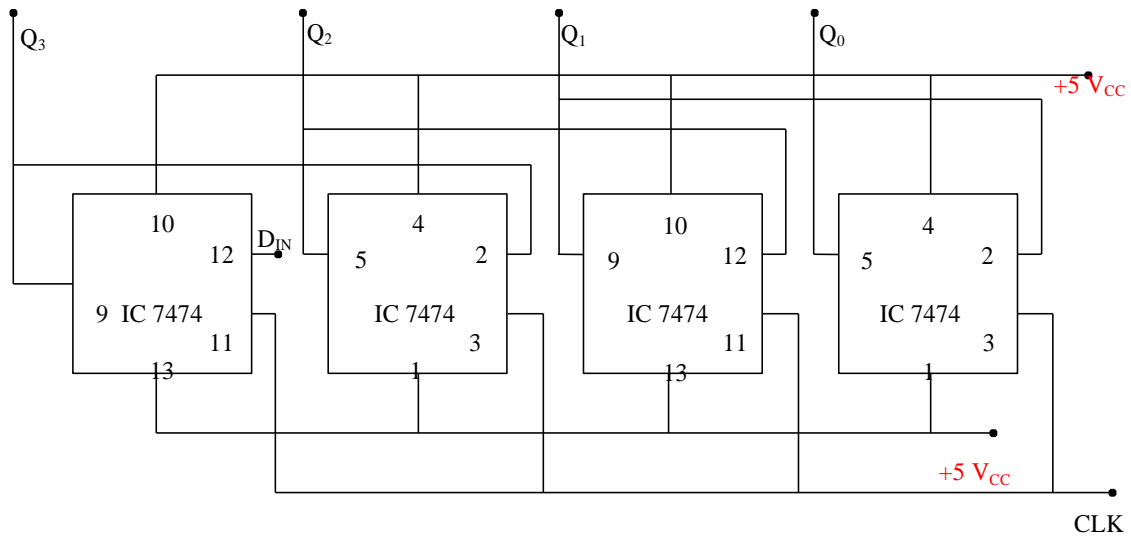 Q3 Q2 Q1 Q0
+5 VCC
10 4 10 4
DIN
12 5 2 9 12 5 2
9 IC 7474 IC 7474 IC 7474 IC 7474
11 3 11 3
13 1 13 1
+5 VCC
CLK